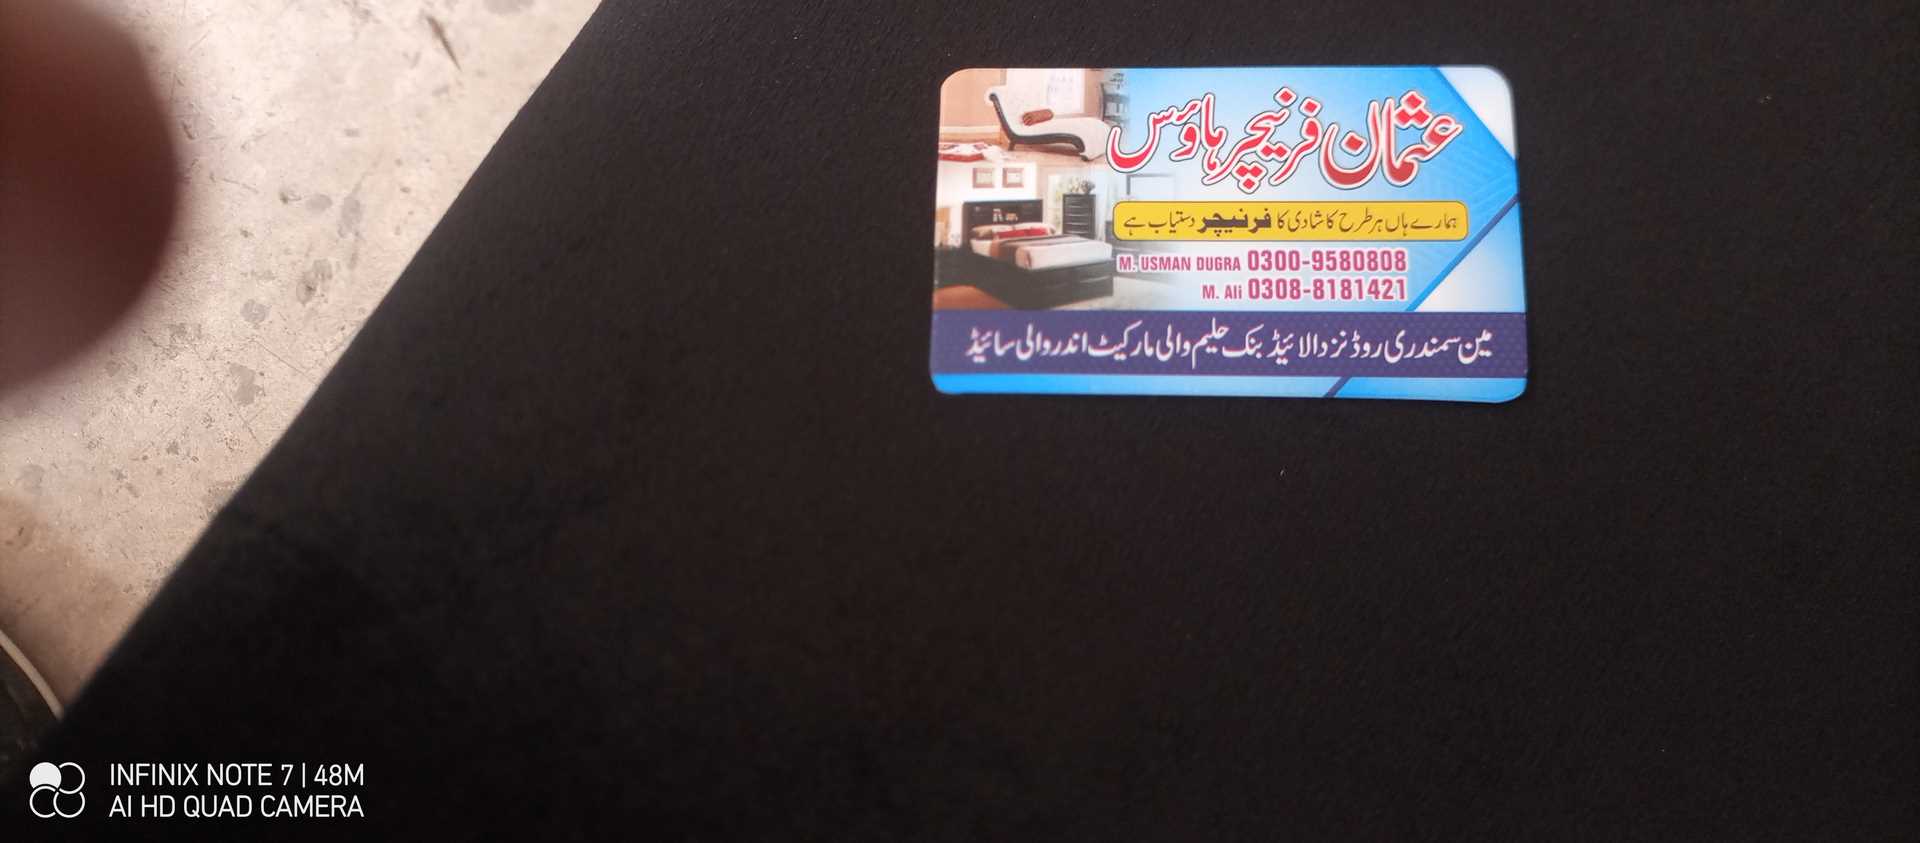 عثمان فرنیچر ہاؤس
ہمارے ہاں ہر طرح کا شادی کا فرنیچر دستیاب ہے
M. USMAN DUGRA 0300-9580808
M. Ali 0308-8181421
مین سمندری روڈ نزد الائیڈ بنک حلیم والی مارکیٹ اندر والی سائیڈ
INFINIX NOTE 7 | 48M
AI HD QUAD CAMERA